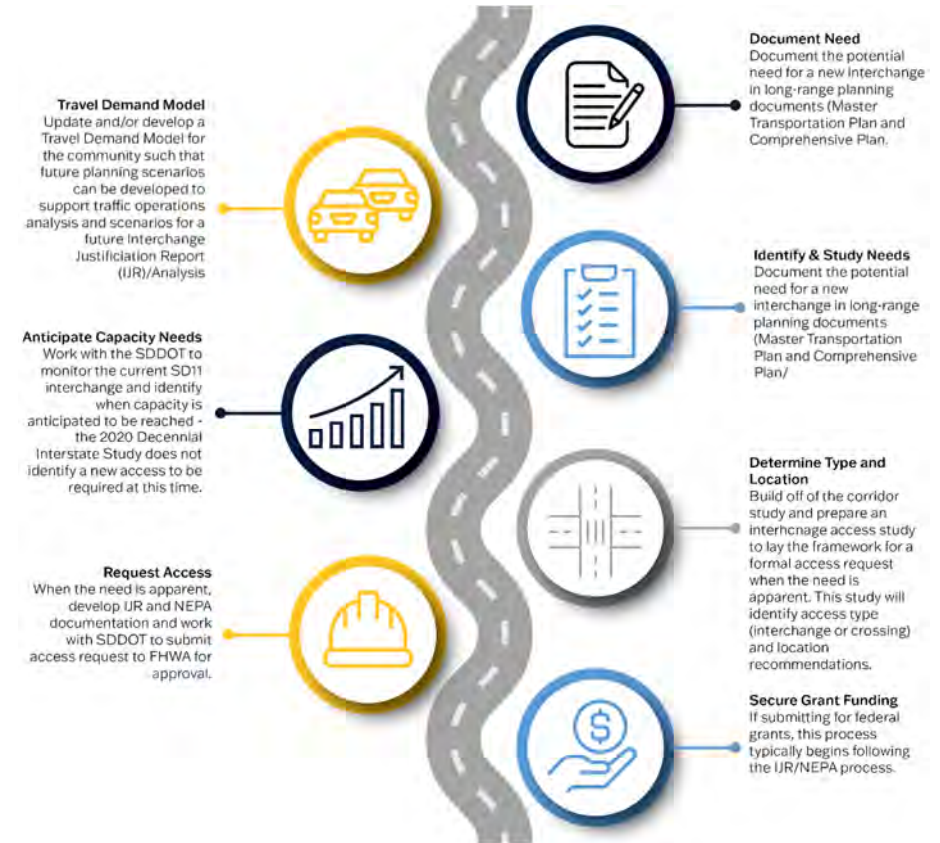 Document Need
Document the potential
need for a new interchange
in long-range planning
documents (Master
Transportation Plan and
Comprehensive Plan.
Travel Demand Model
Update and/or develop a
Travel Demand Model for
the community such that
future planning scenarios
can be developed to
support traffic operations
analysis and scenarios for a
future Interchange
Justificiation Report
(IJR)/Analysis
Identify & Study Needs
Document the potential
need for a new
interchange in long-range
planning documents
(Master Transportation
Plan and Comprehensive
Plan/
Anticipate Capacity Needs
Work with the SDDOT to
monitor the current SD11
interchange and identify
when capacity is
anticipated to be reached -
the 2020 Decennial
Interstate Study does not
identify a new access to be
required at this time.
Determine Type and
Location
Build off of the corridor
study and prepare an
interhcnage access study
to lay the framework for a
formal access request
when the need is
apparent. This study will
identify access type
(interchange or crossing)
and location
recommendations.
Request Access
When the need is apparent,
develop IJR and NEPA
documentation and work
with SDDOT to submit
access request to FHWA for
approval.
Secure Grant Funding
If submitting for federal
grants, this process
typically begins following
the IJR/NEPA process.